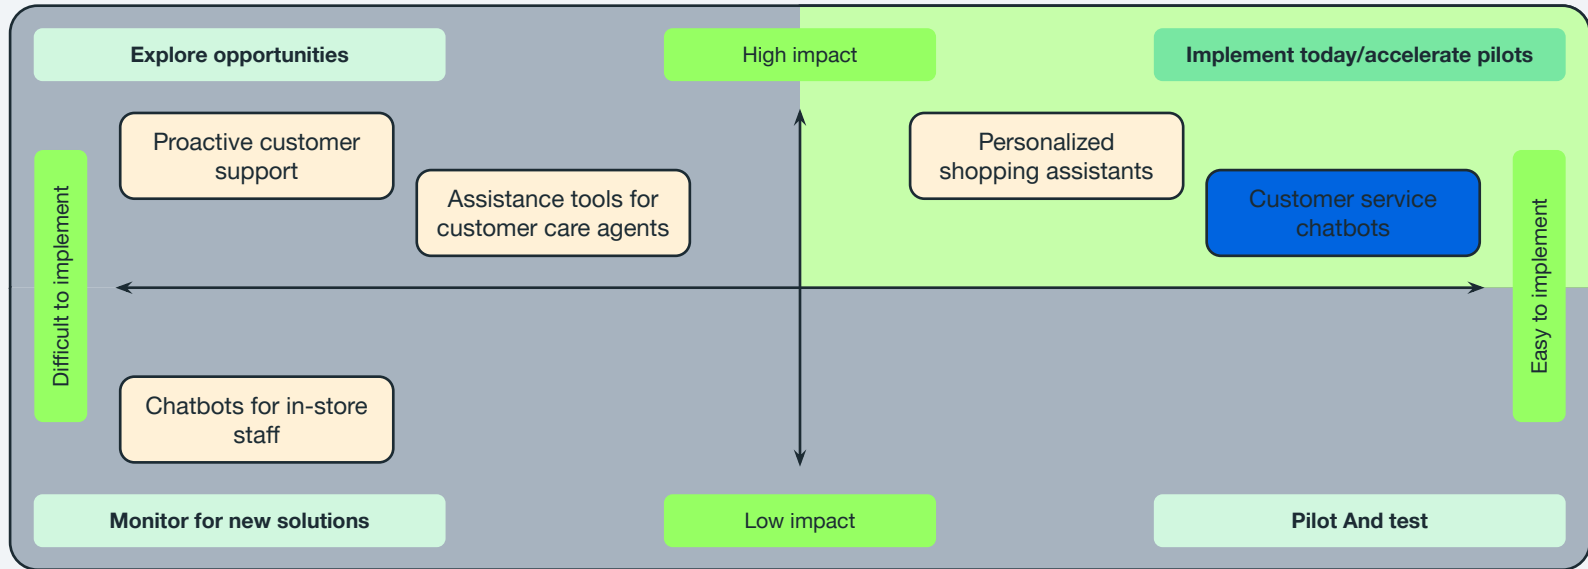 Explore opportunities
High impact
Implement today/accelerate pilots
Proactive customer
support
Assistance tools for
customer care agents
Personalized
shopping assistants
Customer service
chatbots
Difficult to implement
Easy to implement
Chatbots for in-store
staff
Monitor for new solutions
Low impact
Pilot And test